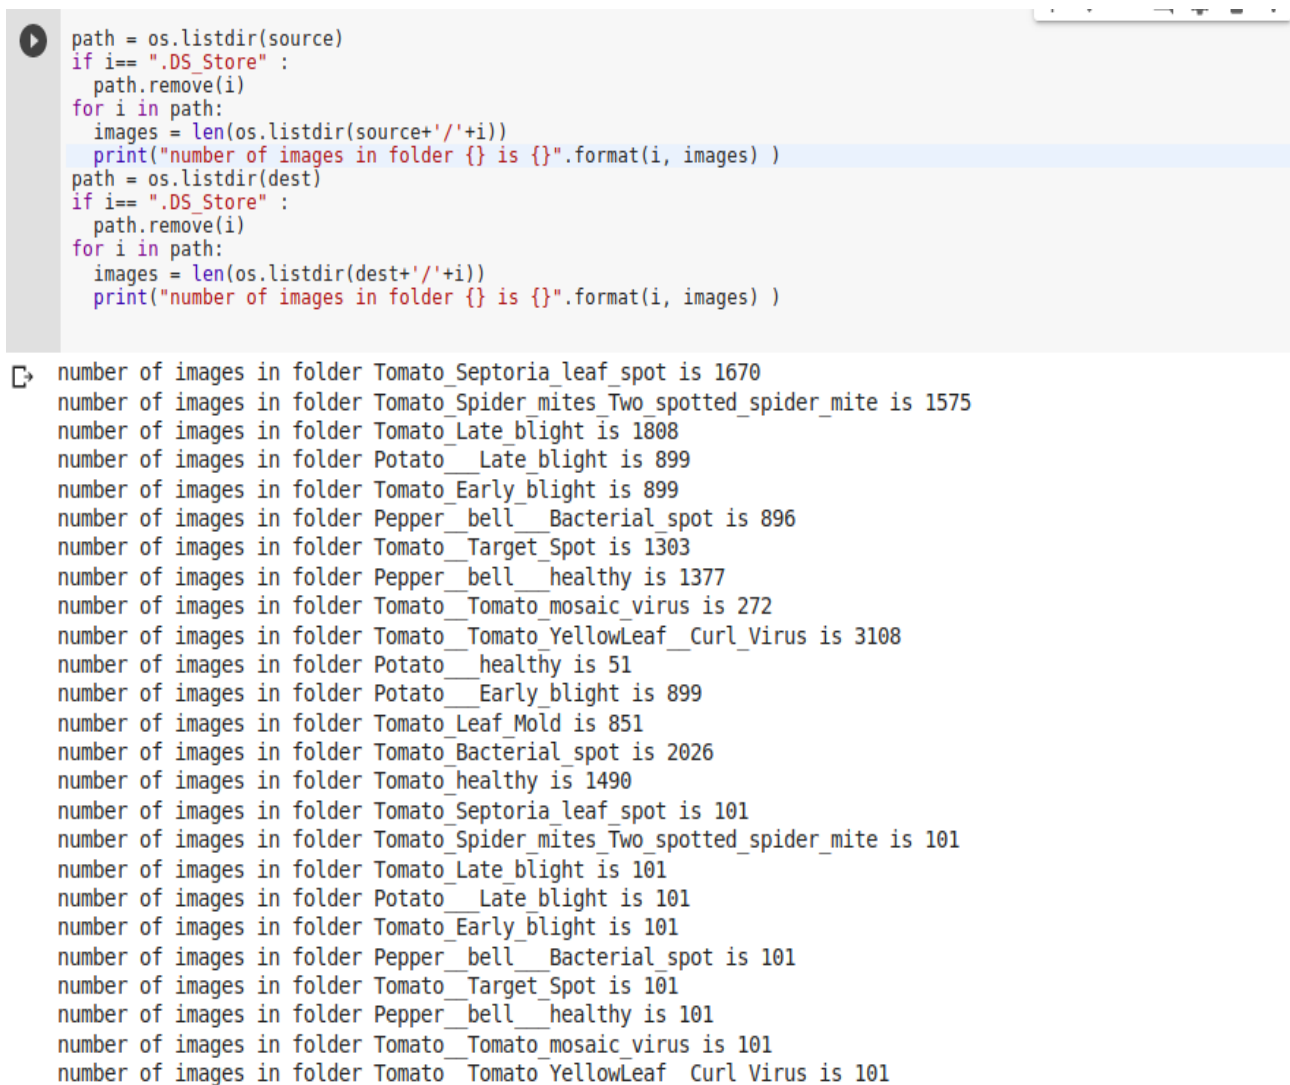 path = os.listdir(source)
if i== ".DS_Store" :
  path.remove(i)
for i in path:
  images = len(os.listdir(source+'/'+i))
  print("number of images in folder {} is {}".format(i, images) )
path = os.listdir(dest)
if i== ".DS_Store" :
  path.remove(i)
for i in path:
  images = len(os.listdir(dest+'/'+i))
  print("number of images in folder {} is {}".format(i, images) )
number of images in folder Tomato_Septoria_leaf_spot is 1670
number of images in folder Tomato_Spider_mites_Two_spotted_spider_mite is 1575
number of images in folder Tomato_Late_blight is 1808
number of images in folder Potato___Late_blight is 899
number of images in folder Tomato_Early_blight is 899
number of images in folder Pepper__bell___Bacterial_spot is 896
number of images in folder Tomato__Target_Spot is 1303
number of images in folder Pepper__bell___healthy is 1377
number of images in folder Tomato__Tomato_mosaic_virus is 272
number of images in folder Tomato__Tomato_YellowLeaf__Curl_Virus is 3108
number of images in folder Potato___healthy is 51
number of images in folder Potato___Early_blight is 899
number of images in folder Tomato_Leaf_Mold is 851
number of images in folder Tomato_Bacterial_spot is 2026
number of images in folder Tomato_healthy is 1490
number of images in folder Tomato_Septoria_leaf_spot is 101
number of images in folder Tomato_Spider_mites_Two_spotted_spider_mite is 101
number of images in folder Tomato_Late_blight is 101
number of images in folder Potato___Late_blight is 101
number of images in folder Tomato_Early_blight is 101
number of images in folder Pepper__bell___Bacterial_spot is 101
number of images in folder Tomato__Target_Spot is 101
number of images in folder Pepper__bell___healthy is 101
number of images in folder Tomato__Tomato_mosaic_virus is 101
number of images in folder Tomato  Tomato YellowLeaf  Curl Virus is 101